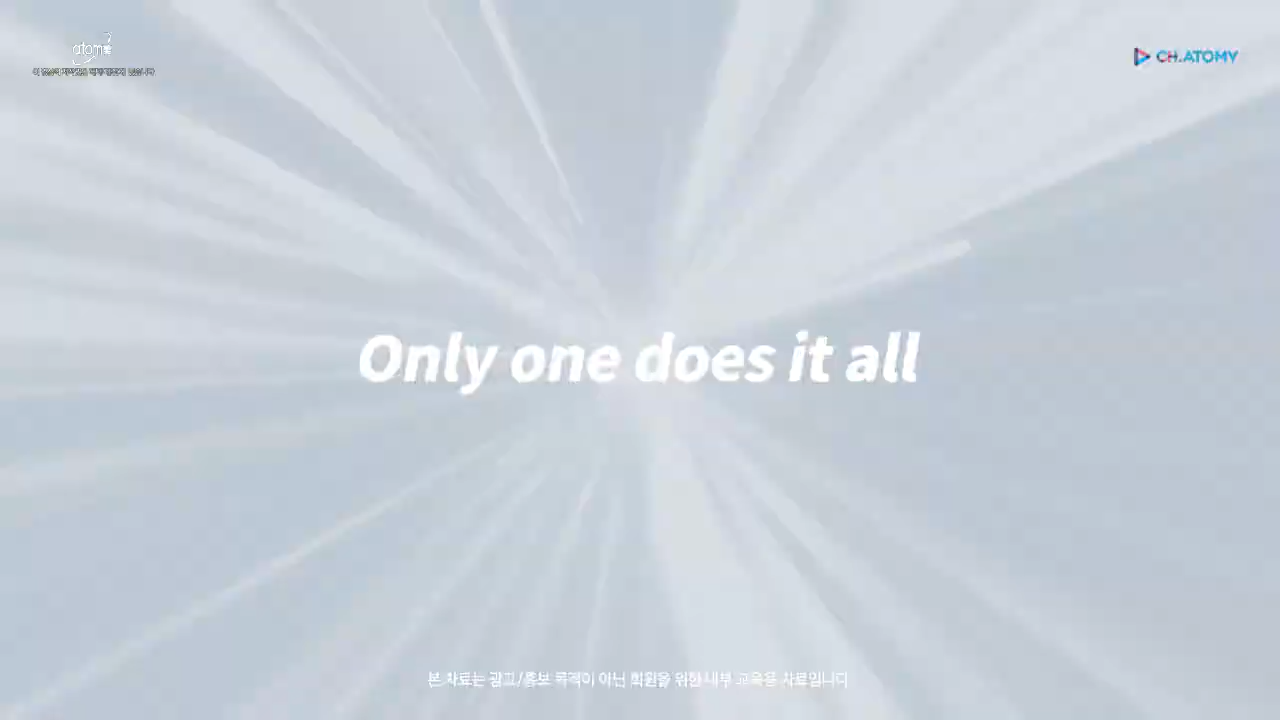 atomy
CH.ATOMY
Only one does it all
본 자료는 광고/홍보 목적이 아닌 회원을 위한 내부 교육용 자료입니다